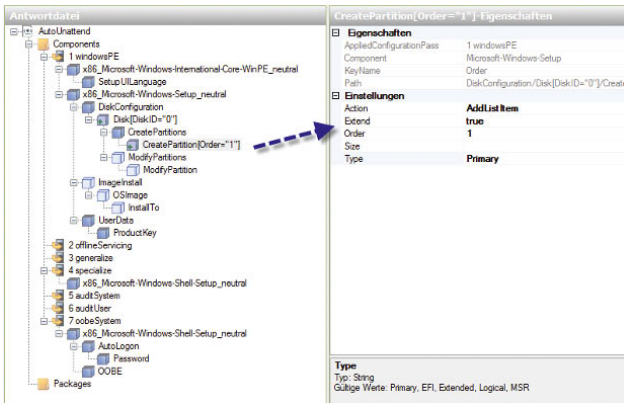 Antwortdatei
AutoUnattend
Components
1 windowsPE
x86_Microsoft-Windows-International-Core-WinPE_neutral
SetupUILanguage
x86_Microsoft-Windows-Setup_neutral
DiskConfiguration
Disk[DiskID="0"]
CreatePartitions
CreatePartition[Order="1"]
ModifyPartitions
ModifyPartition
ImageInstall
OSImage
InstallTo
UserData
ProductKey
2 offlineServicing
3 generalize
4 specialize
x86_Microsoft-Windows-Shell-Setup_neutral
5 auditSystem
6 auditUser
7 oobeSystem
x86_Microsoft-Windows-Shell-Setup_neutral
AutoLogon
Password
OOBE
Packages
CreatePartition[Order="1"]-Eigenschaften
Eigenschaften
AppliedConfigurationPass 1 windowsPE
Component Microsoft-Windows-Setup
KeyName Order
Path DiskConfiguration/Disk[DiskID="0"]/Create
Einstellungen
Action AddListItem
Extend true
Order 1
Size
Type Primary
Type
Typ: String
Gültige Werte: Primary, EFI, Extended, Logical, MSR